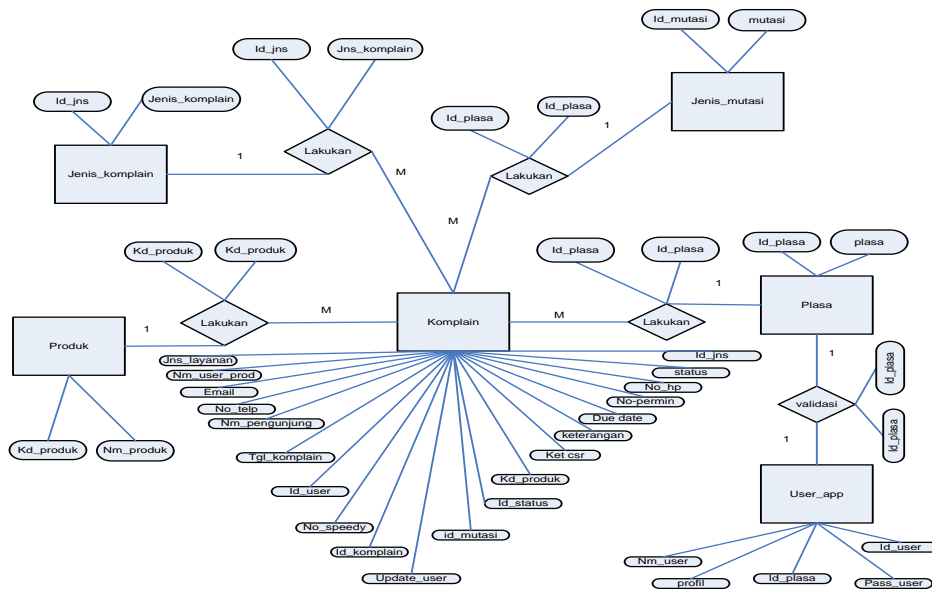 Id_mutasi
mutasi
Id_jns
Jns_komplain
Id_jns
Jenis_komplain
Id_plasa
Id_plasa
Jenis_mutasi
1
Lakukan
1
Lakukan
Jenis_komplain
M
M
Kd_produk
Kd_produk
Id_plasa
Id_plasa
Id_plasa
plasa
1
Komplain
Plasa
Produk
1
Lakukan
M
M
Lakukan
Jns_layanan
Nm_user_prod
Email
No_telp
Nm_pengunjung
Tgl_komplain
Id_user
No_speedy
Id_komplain
Update_user
id_mutasi
Id_status
Kd_produk
Ket csr
keterangan
Due date
No-permin
No_hp
status
Id_jns
1
Id_plasa
validasi
Id_plasa
1
Kd_produk
Nm_produk
User_app
Nm_user
profil
Id_plasa
Pass_user
Id_user